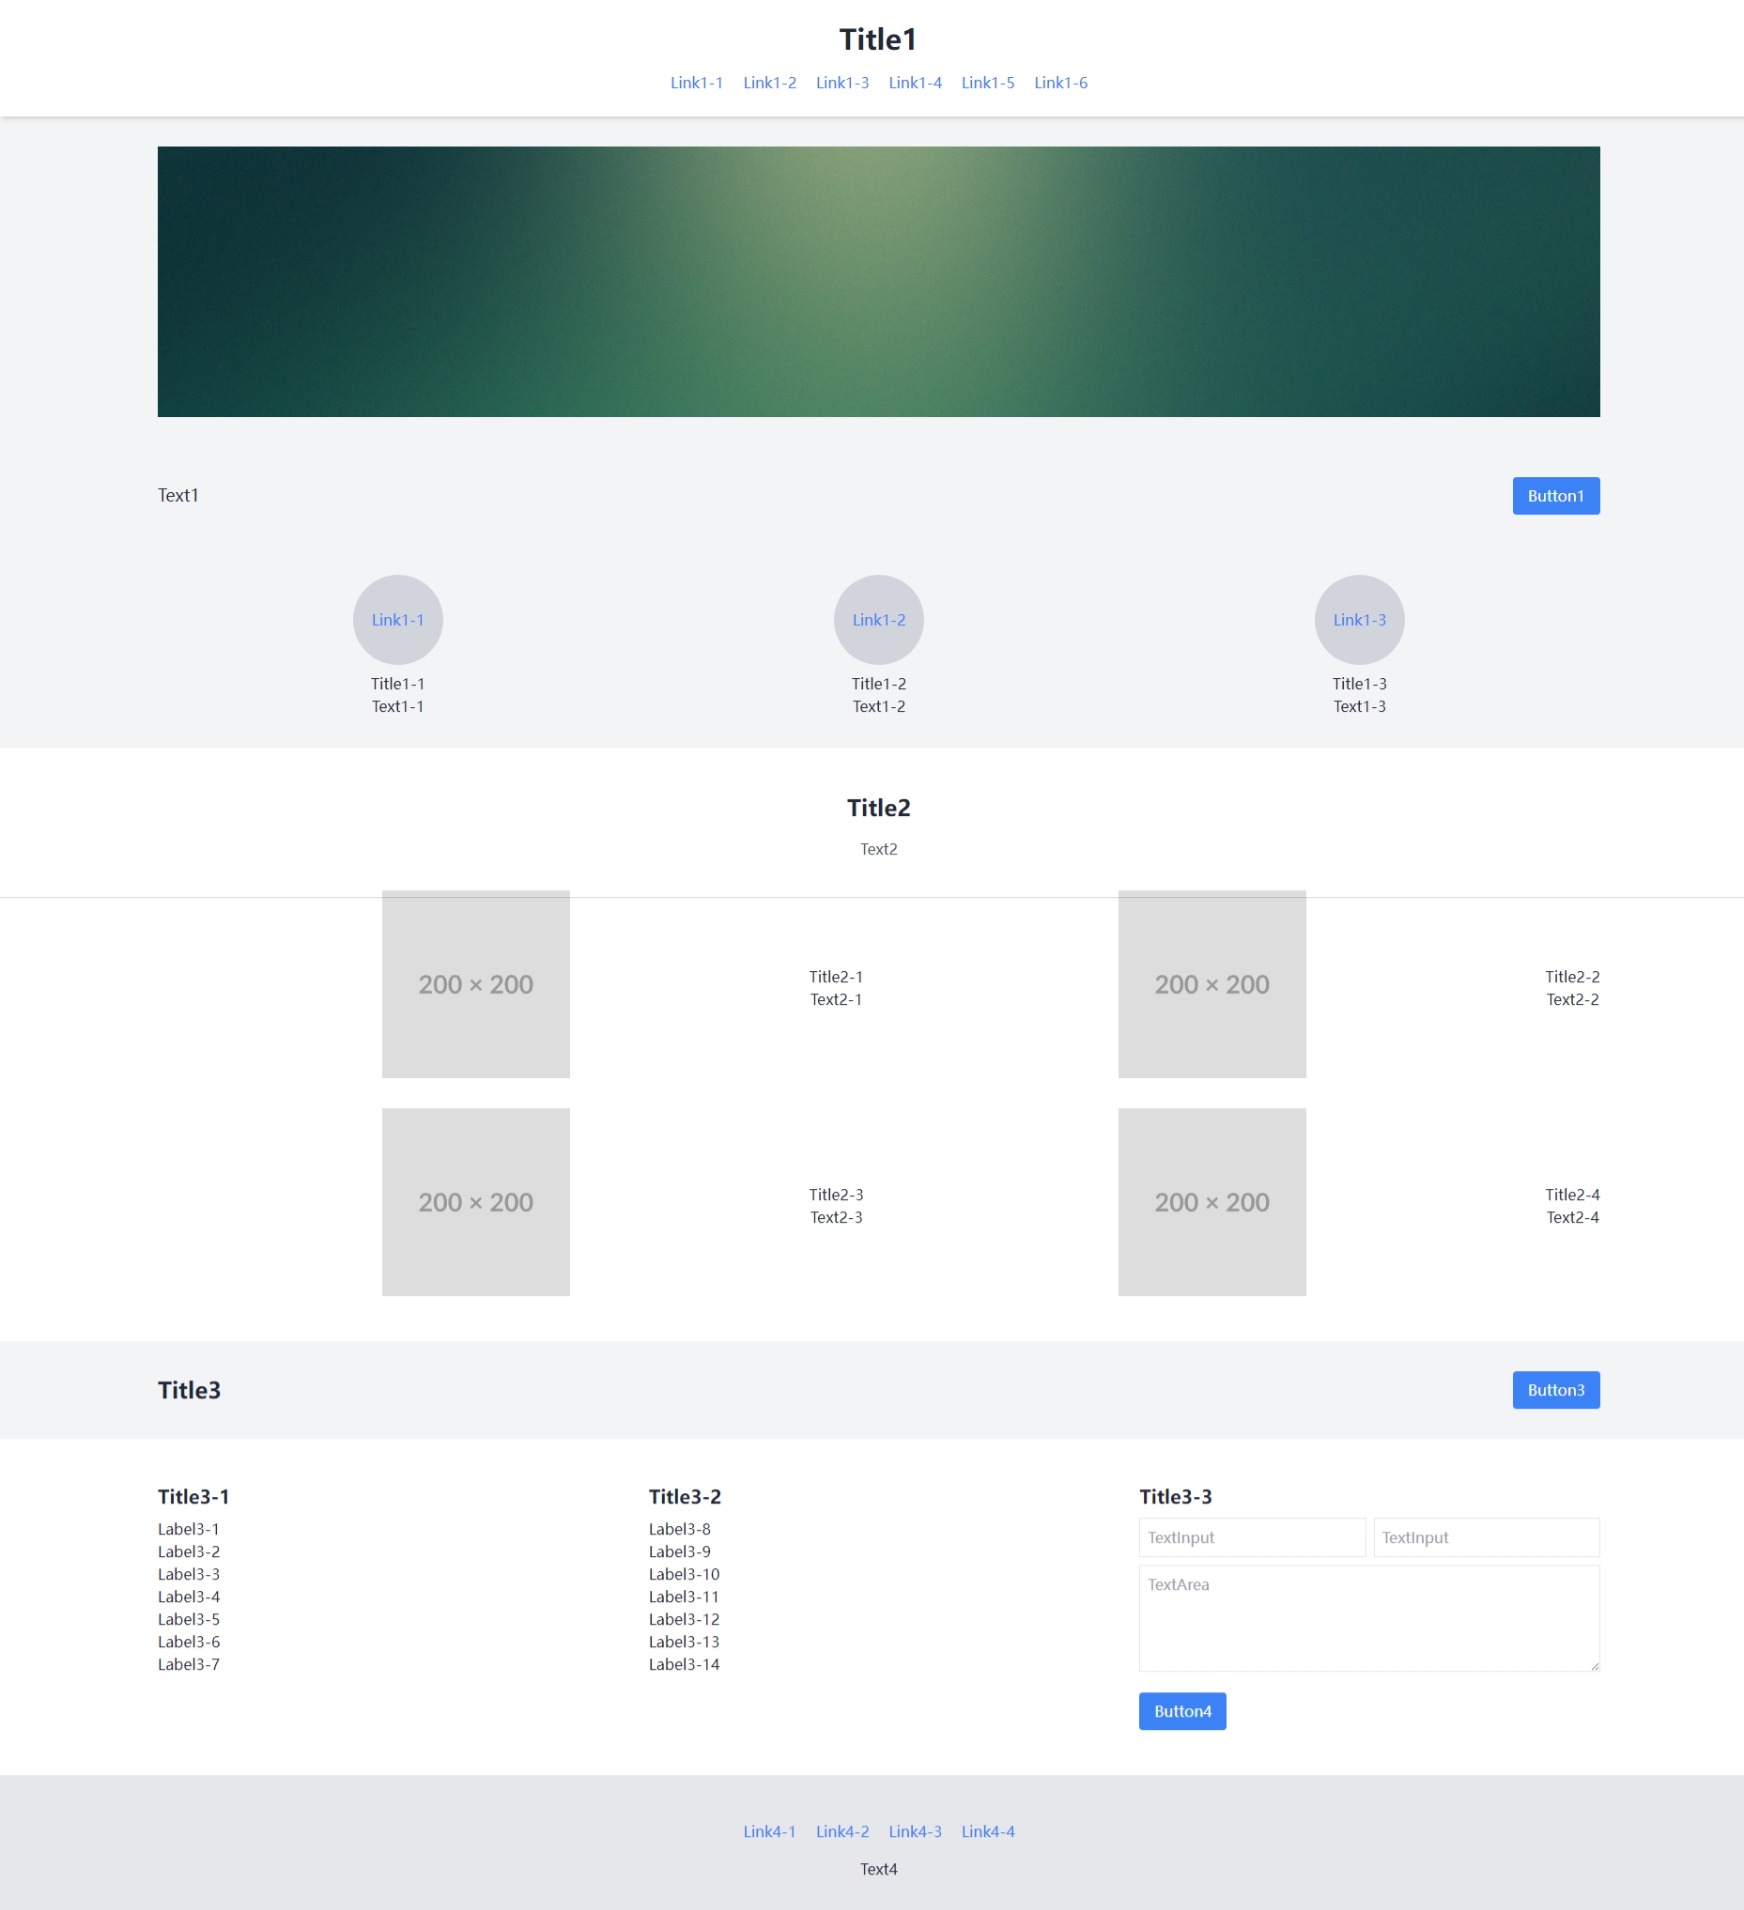 Title1
Link1-1 Link1-2 Link1-3 Link1-4 Link1-5 Link1-6
Text1 Button1
Link1-1 Link1-2 Link1-3
Title1-1 Title1-2 Title1-3
Text1-1 Text1-2 Text1-3
Title2
Text2
200 × 200
Title2-1
Text2-1
200 × 200
Title2-2
Text2-2
200 × 200
Title2-3
Text2-3
200 × 200
Title2-4
Text2-4
Title3 Button3
Title3-1
Label3-1
Label3-2
Label3-3
Label3-4
Label3-5
Label3-6
Label3-7
Title3-2
Label3-8
Label3-9
Label3-10
Label3-11
Label3-12
Label3-13
Label3-14
Title3-3
TextInput TextInput
TextArea
Button4
Link4-1 Link4-2 Link4-3 Link4-4
Text4